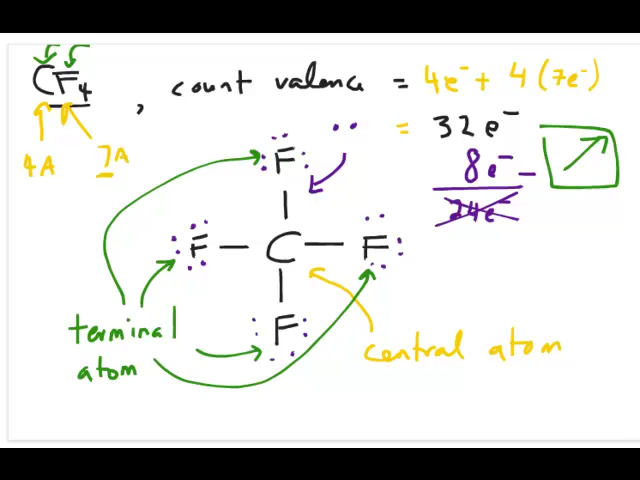 CF₄ , count valence = 4e⁻ + 4 (7e⁻)
4A 7A
= 32e⁻
8e⁻ –
24e⁻
F
F – C – F
F
terminal
atom
central atom